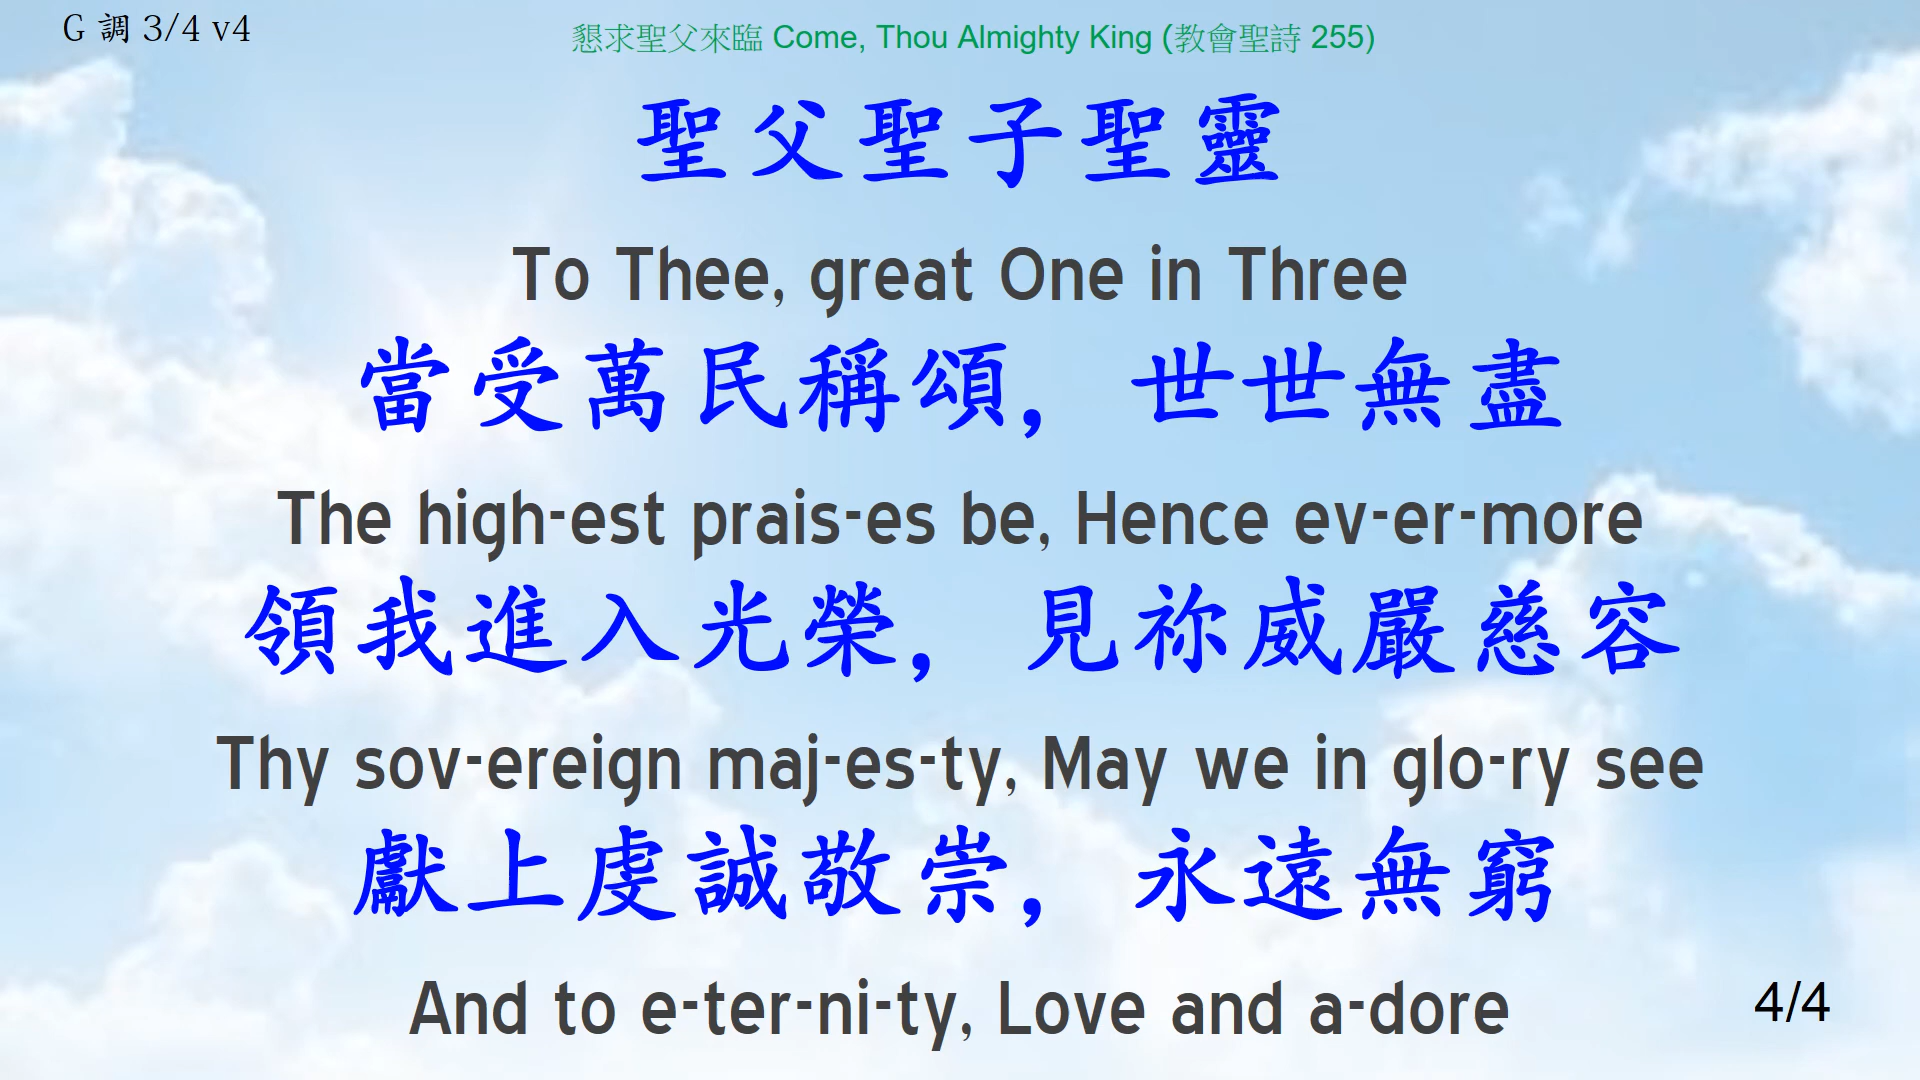 G 調 3/4 v4
懇求聖父來臨 Come, Thou Almighty King (教會聖詩 255)
聖父聖子聖靈
To Thee, great One in Three
當受萬民稱頌，世世無盡
The high-est prais-es be, Hence ev-er-more
領我進入光榮，見祢威嚴慈容
Thy sov-ereign maj-es-ty, May we in glo-ry see
獻上虔誠敬崇，永遠無窮
And to e-ter-ni-ty, Love and a-dore
4/4